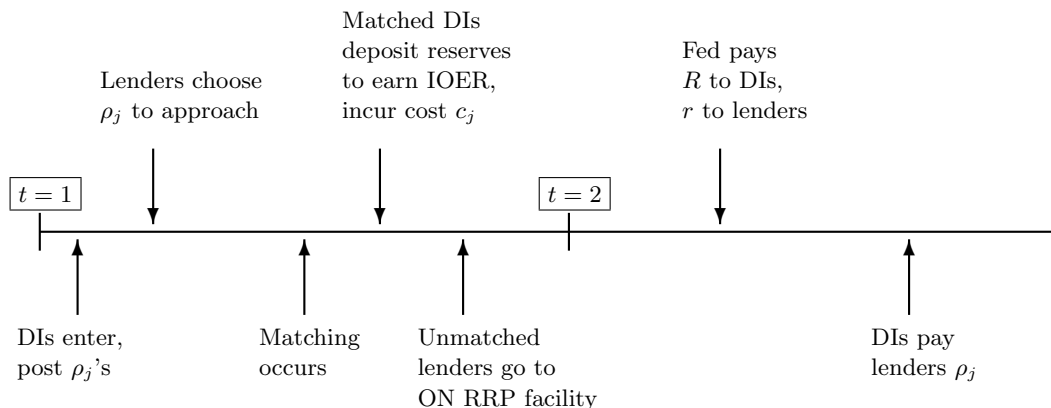 Lenders choose
ρj to approach
Matched DIs
deposit reserves
to earn IOER,
incur cost cj
Fed pays
R to DIs,
r to lenders
t = 1
t = 2
DIs enter,
post ρj's
Matching
occurs
Unmatched
lenders go to
ON RRP facility
DIs pay
lenders ρj